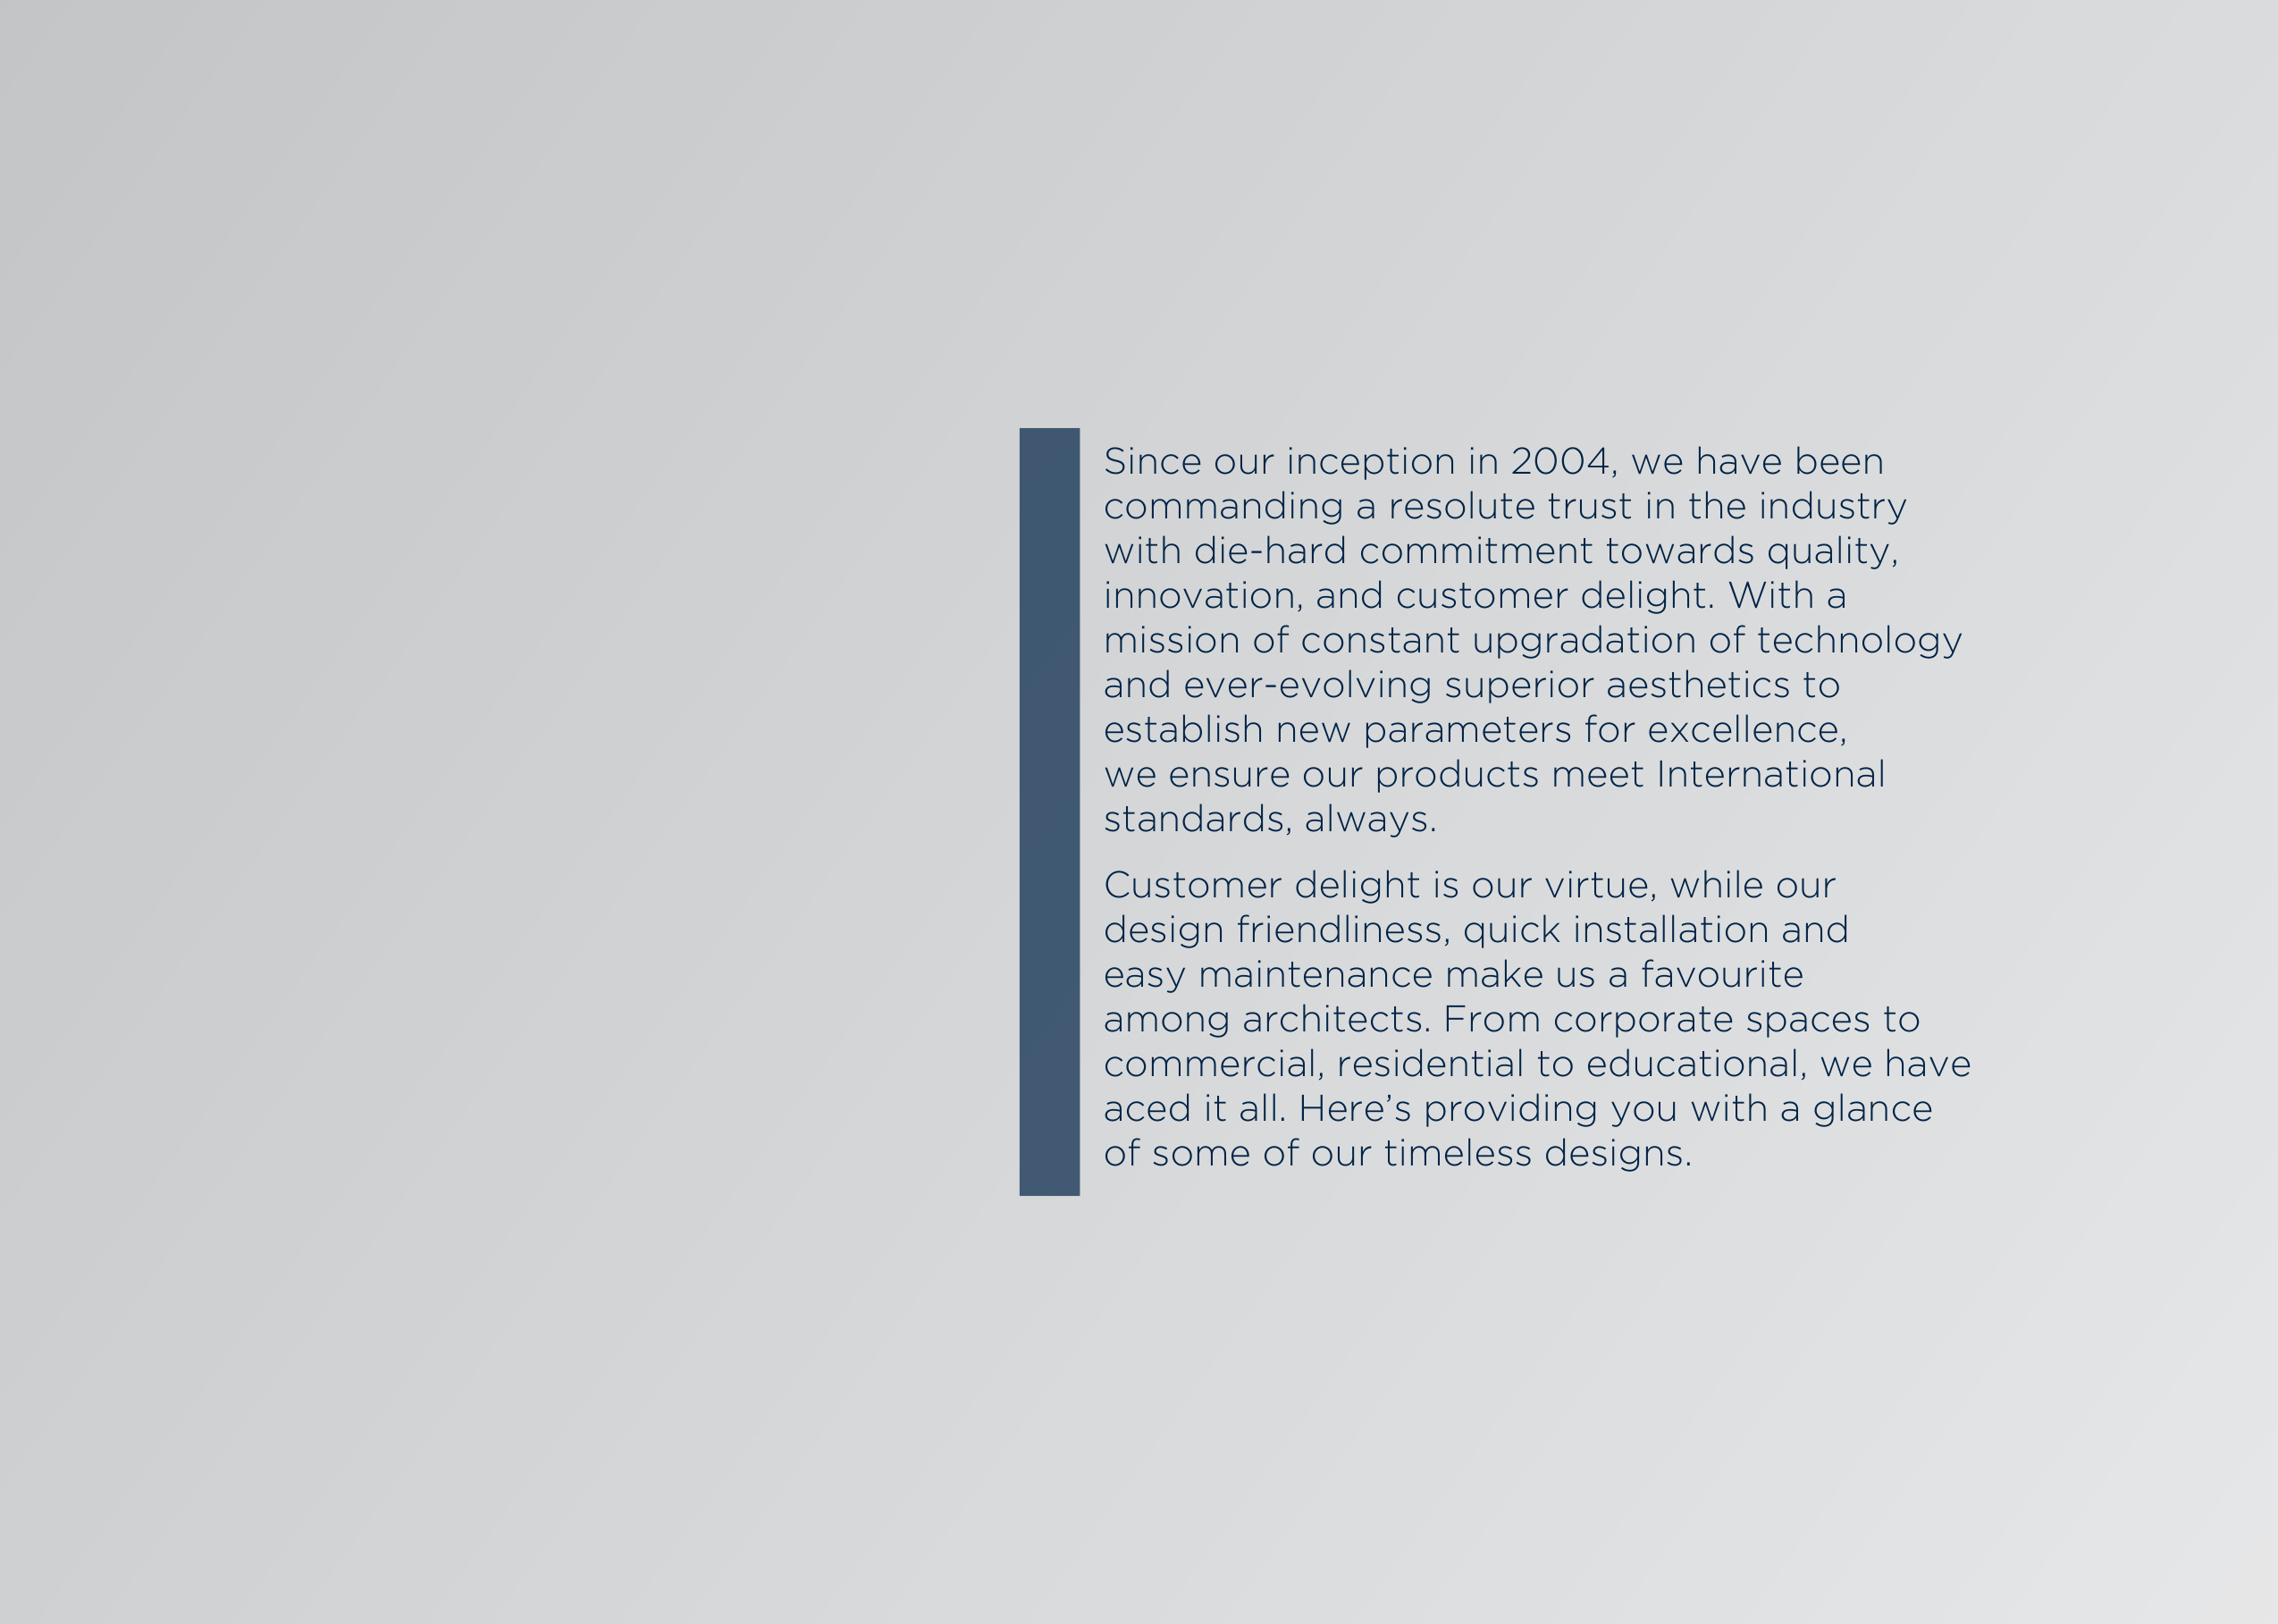 Since our inception in 2004, we have been
commanding a resolute trust in the industry
with die-hard commitment towards quality,
innovation, and customer delight. With a
mission of constant upgradation of technology
and ever-evolving superior aesthetics to
establish new parameters for excellence,
we ensure our products meet International
standards, always.
Customer delight is our virtue, while our
design friendliness, quick installation and
easy maintenance make us a favourite
among architects. From corporate spaces to
commercial, residential to educational, we have
aced it all. Here’s providing you with a glance
of some of our timeless designs.